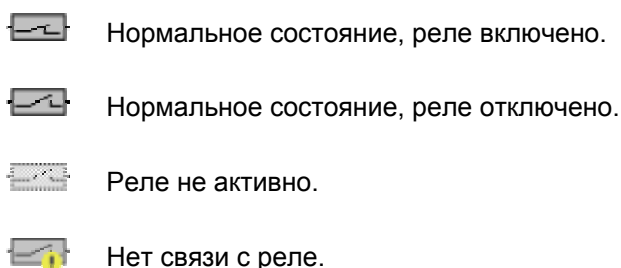 Нормальное состояние, реле включено.
Нормальное состояние, реле отключено.
Реле не активно.
Нет связи с реле.